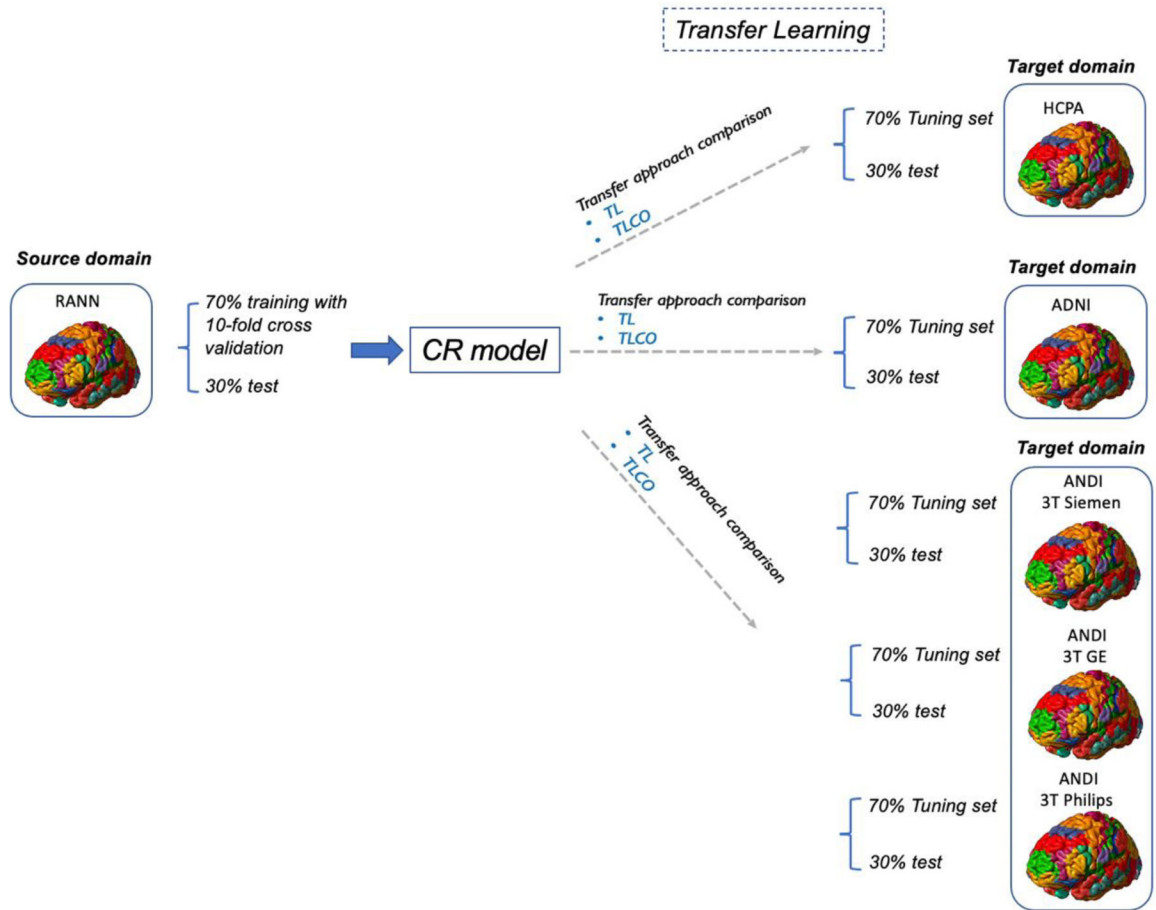 Transfer Learning
Source domain
RANN
70% training with
10-fold cross
validation
30% test
CR model
Transfer approach comparison
• TL
• TLCO
70% Tuning set
30% test
Target domain
HCPA
Transfer approach comparison
• TL
• TLCO
70% Tuning set
30% test
Target domain
ADNI
Transfer approach comparison
• TL
• TLCO
Target domain
70% Tuning set
30% test
ANDI
3T Siemen
70% Tuning set
30% test
ANDI
3T GE
70% Tuning set
30% test
ANDI
3T Philips